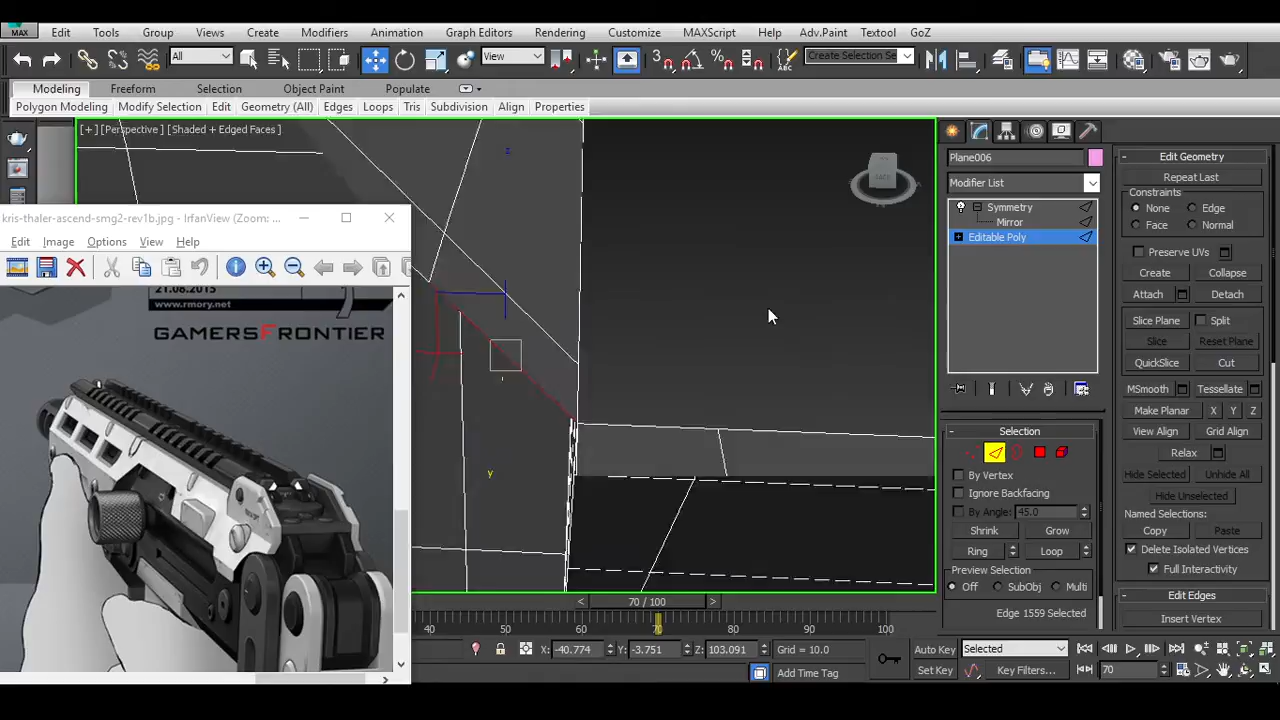 MAX Edit Tools Group Views Create Modifiers Animation Graph Editors Rendering Customize MAXScript Help Adv.Paint Textool GoZ
All View 3 Create Selection Se
Modeling Freeform Selection Object Paint Populate
Polygon Modeling Modify Selection Edit Geometry (All) Edges Loops Tris Subdivision Align Properties
[+] [Perspective] [Shaded + Edged Faces]
z
y
kris-thaler-ascend-smg2-rev1b.jpg - IrfanView (Zoom: ...
Edit Image Options View Help
21.08.2015
www.rmory.net
GAMERSFRONTIER
Plane006
Modifier List
Symmetry
Mirror
Editable Poly
Selection
By Vertex
Ignore Backfacing
By Angle: 45.0
Shrink Grow
Ring Loop
Preview Selection
Off SubObj Multi
Edge 1559 Selected
Edit Geometry
Repeat Last
Constraints
None Edge
Face Normal
Preserve UVs
Create Collapse
Attach Detach
Slice Plane Split
Slice Reset Plane
QuickSlice Cut
MSmooth Tessellate
Make Planar X Y Z
View Align Grid Align
Relax
Hide Selected Unhide All
Hide Unselected
Named Selections:
Copy Paste
Delete Isolated Vertices
Full Interactivity
Edit Edges
Insert Vertex
< 70 / 100 >
40 50 60 70 80 90 100
X: -40.774 Y: -3.751 Z: 103.091 Grid = 10.0
Add Time Tag
Auto Key Selected
Set Key Key Filters... 70